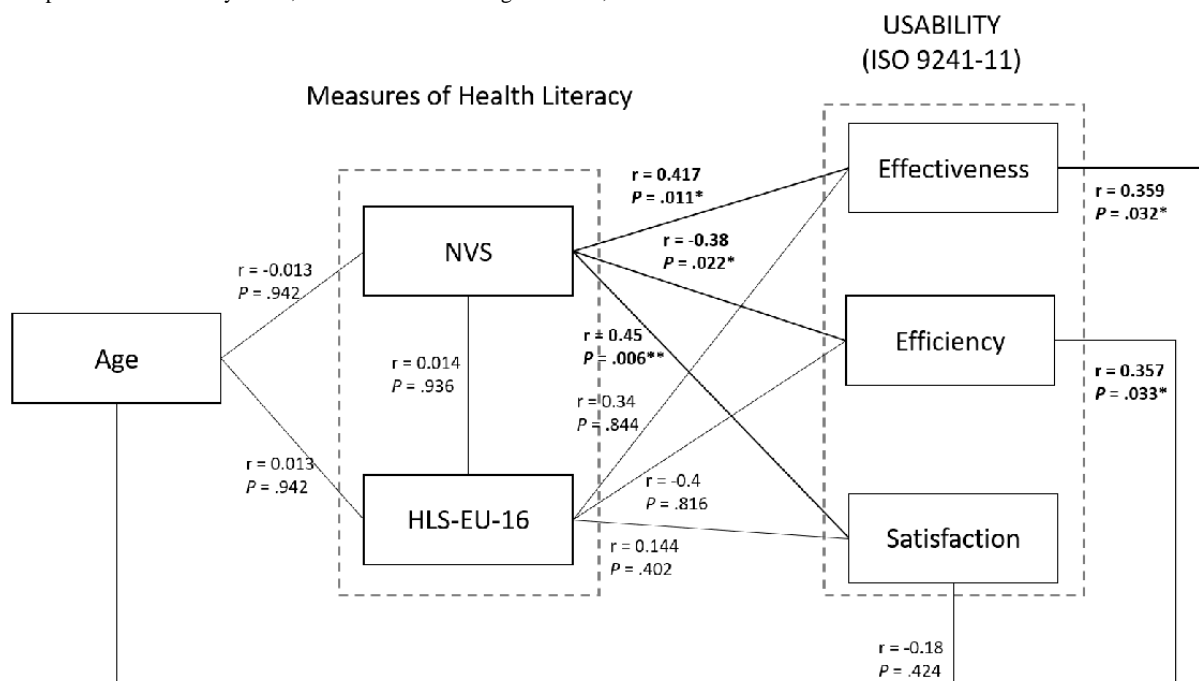 USABILITY
(ISO 9241-11)
Measures of Health Literacy
Effectiveness
r = 0.417
P = .011*
r = 0.359
P = .032*
NVS
r = -0.38
P = .022*
r = -0.013
P = .942
Efficiency
r = 0.45
P = .006**
Age
r = 0.014
P = .936
r = 0.357
P = .033*
r = 0.34
P = .844
r = 0.013
P = .942
HLS-EU-16
r = -0.4
P = .816
Satisfaction
r = 0.144
P = .402
r = -0.18
P = .424